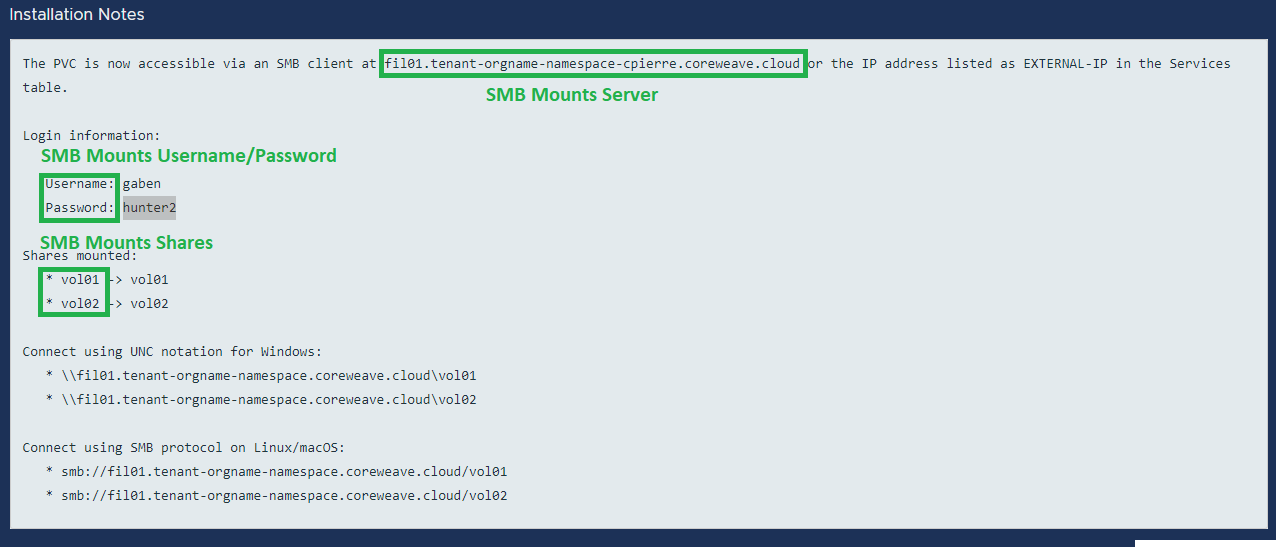 Installation Notes
The PVC is now accessible via an SMB client at fil01.tenant-orgname-namespace-cpierre.coreweave.cloud or the IP address listed as EXTERNAL-IP in the Services
table.
SMB Mounts Server
Login information:
SMB Mounts Username/Password
Username: gaben
Password: hunter2
SMB Mounts Shares
Shares mounted:
* vol01 -> vol01
* vol02 -> vol02
Connect using UNC notation for Windows:
* \\fil01.tenant-orgname-namespace.coreweave.cloud\vol01
* \\fil01.tenant-orgname-namespace.coreweave.cloud\vol02
Connect using SMB protocol on Linux/macOS:
* smb://fil01.tenant-orgname-namespace.coreweave.cloud/vol01
* smb://fil01.tenant-orgname-namespace.coreweave.cloud/vol02